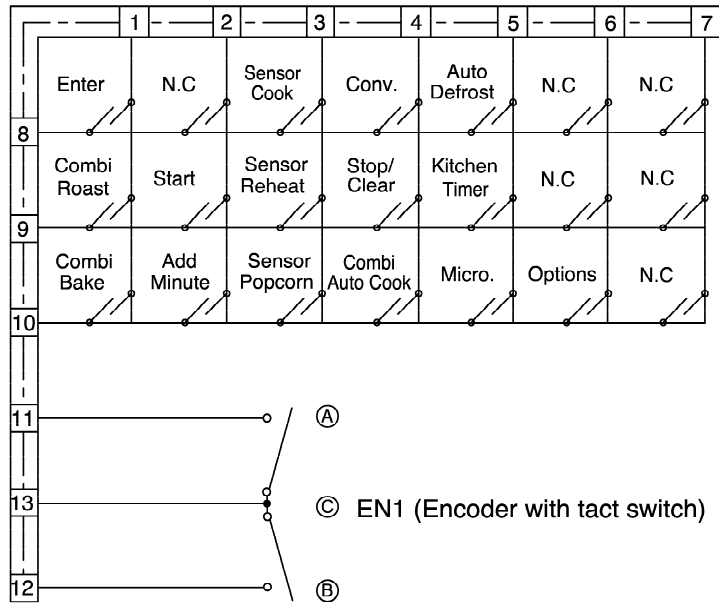 1 2 3 4 5 6 7
Enter N.C Sensor Cook Conv. Auto Defrost N.C N.C
8
Combi Roast Start Sensor Reheat Stop/ Clear Kitchen Timer N.C N.C
9
Combi Bake Add Minute Sensor Popcorn Combi Auto Cook Micro. Options N.C
10
11 A
13 C EN1 (Encoder with tact switch)
12 B